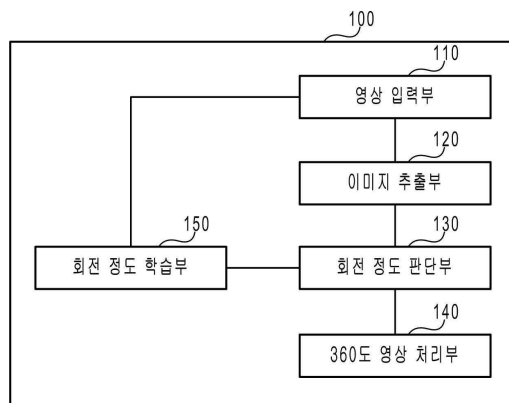 100
110
영상 입력부
120
이미지 추출부
150
130
회전 정도 학습부
회전 정도 판단부
140
360도 영상 처리부